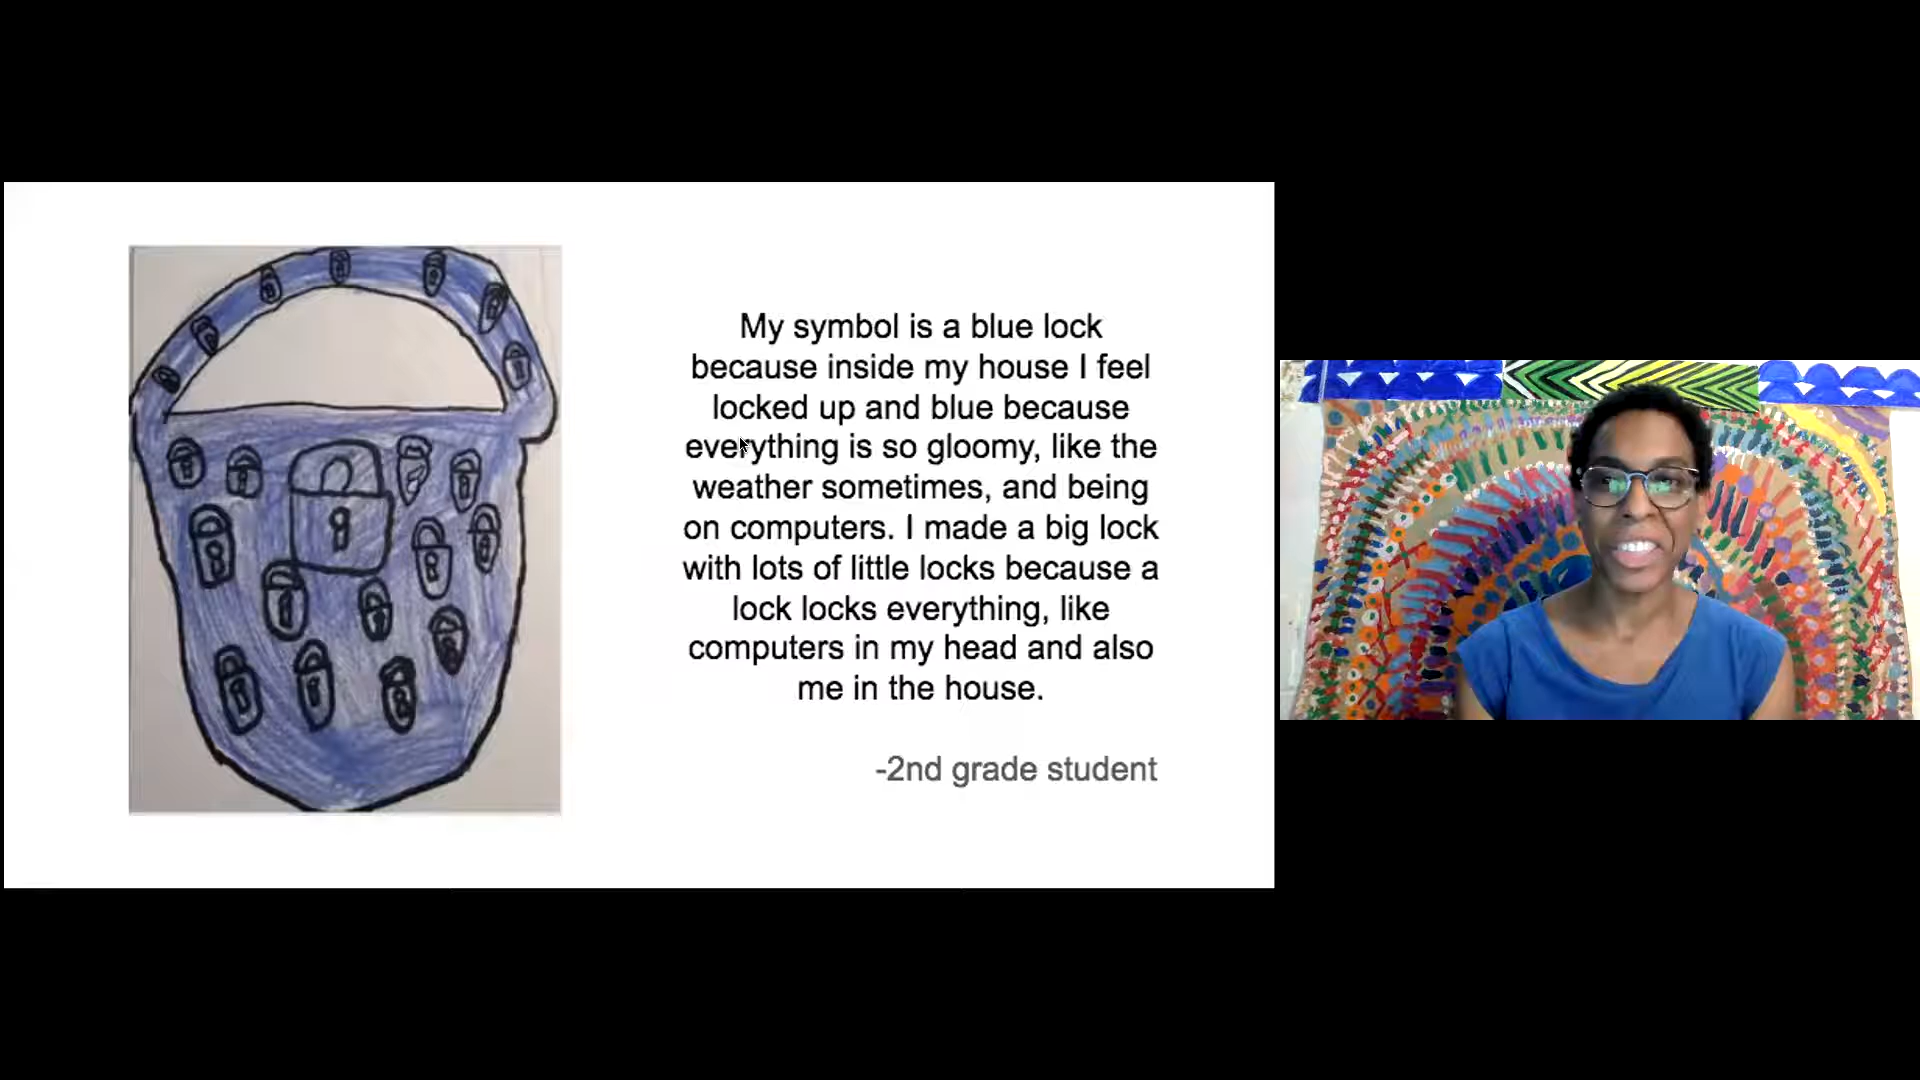 My symbol is a blue lock
because inside my house I feel
locked up and blue because
everything is so gloomy, like the
weather sometimes, and being
on computers. I made a big lock
with lots of little locks because a
lock locks everything, like
computers in my head and also
me in the house.
-2nd grade student